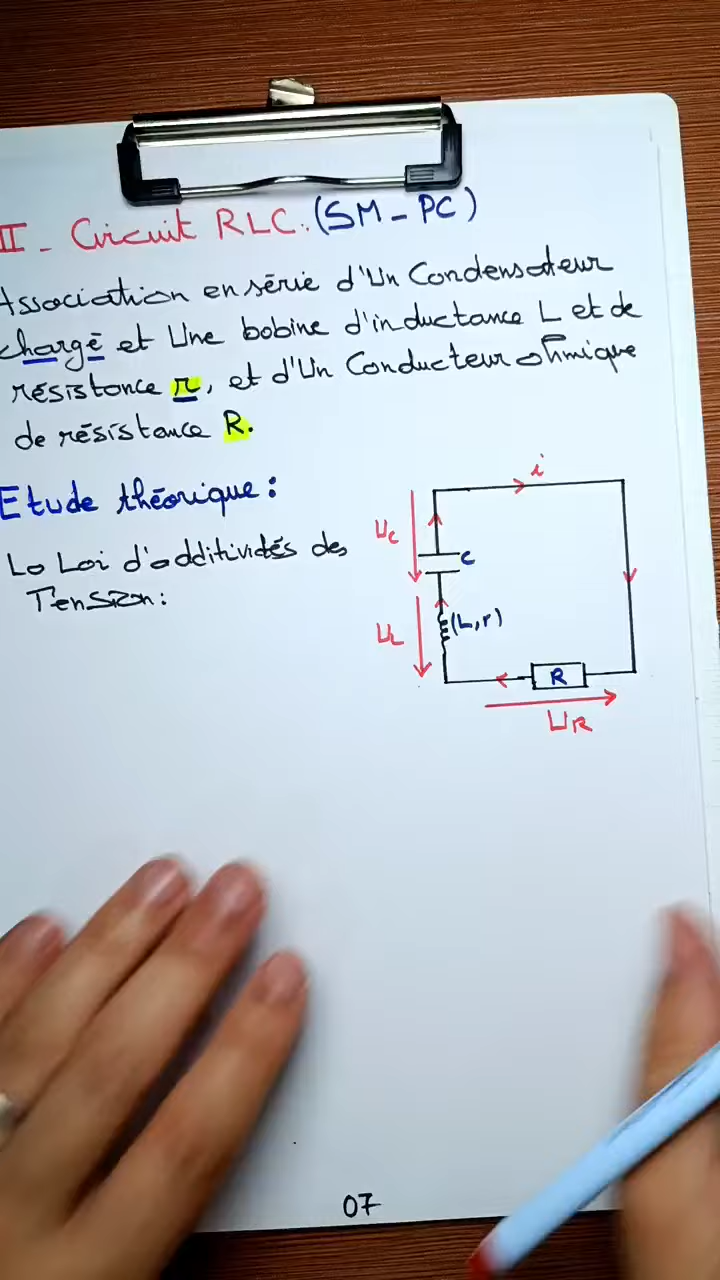 II - Circuit RLC. (SM - PC)
Association en série d'Un Condensateur
chargé et Une bobine d'inductance L et de
résistance r, et d'Un Conducteur ohmique
de résistance R.
Etude théorique :
La Loi d'additivités des
Tension :
i
Uc
C
UL
(L,r)
R
UR
07